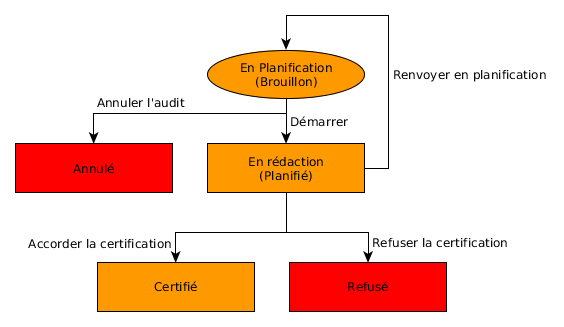 En Planification
(Brouillon)
Renvoyer en planification
Annuler l'audit
Démarrer
Annulé
En rédaction
(Planifié)
Accorder la certification
Refuser la certification
Certifié
Refusé